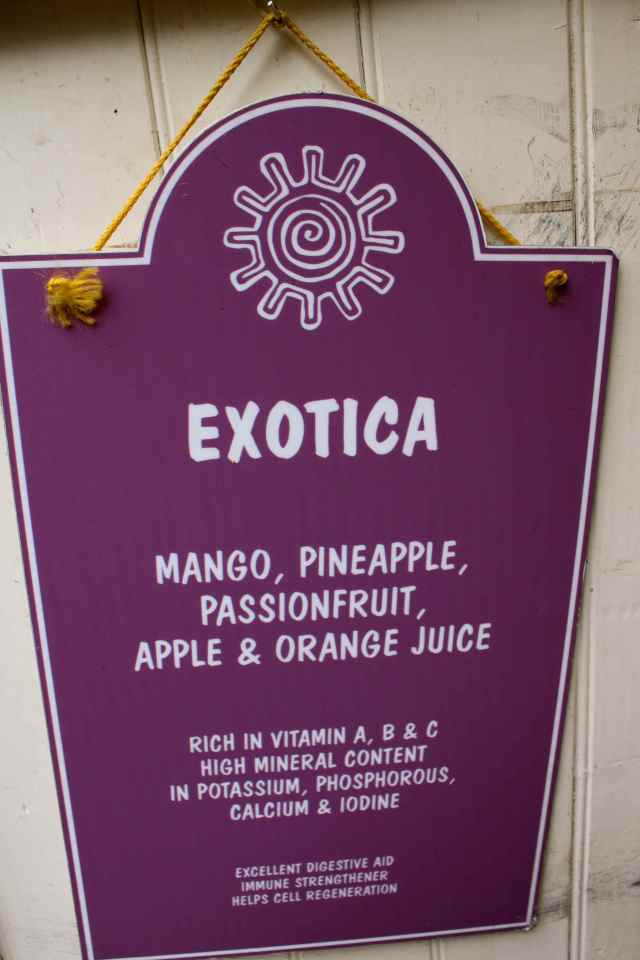 EXOTICA
MANGO, PINEAPPLE,
PASSIONFRUIT,
APPLE & ORANGE JUICE
RICH IN VITAMIN A, B & C
HIGH MINERAL CONTENT
IN POTASSIUM, PHOSPHOROUS,
CALCIUM & IODINE
EXCELLENT DIGESTIVE AID
IMMUNE STRENGTHENER
HELPS CELL REGENERATION